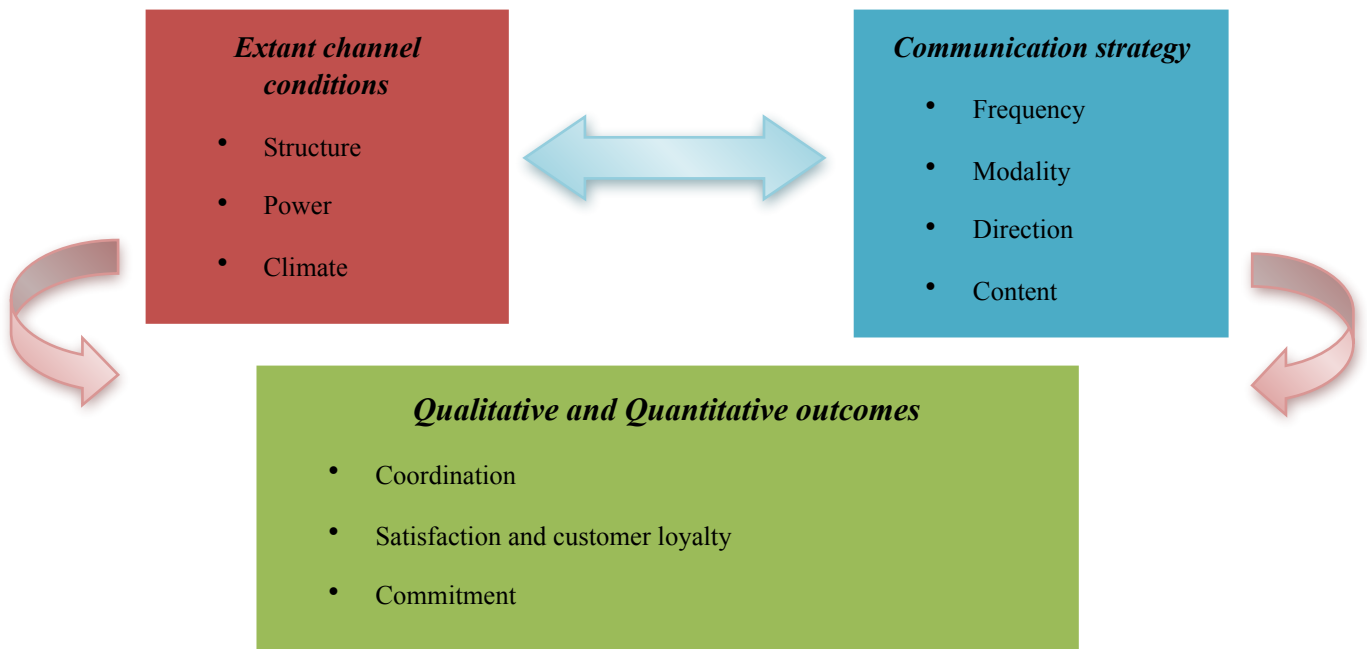 Extant channel
conditions
• Structure
• Power
• Climate
Communication strategy
• Frequency
• Modality
• Direction
• Content
Qualitative and Quantitative outcomes
• Coordination
• Satisfaction and customer loyalty
• Commitment